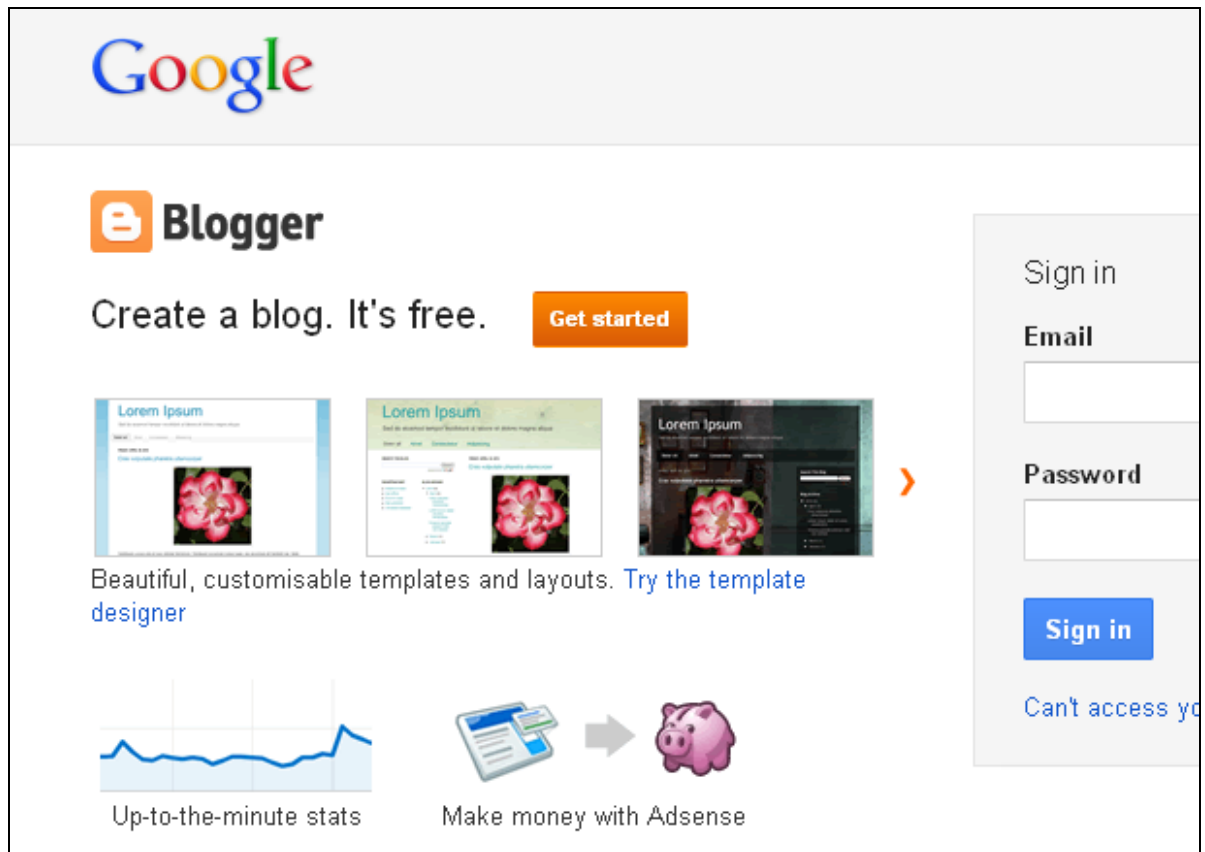 Google
Blogger
Create a blog. It's free.
Get started
Lorem Ipsum
Lorem Ipsum
Lorem Ipsum
Beautiful, customisable templates and layouts. Try the template
designer
Up-to-the-minute stats
Make money with Adsense
Sign in
Email
Password
Sign in
Can't access yo